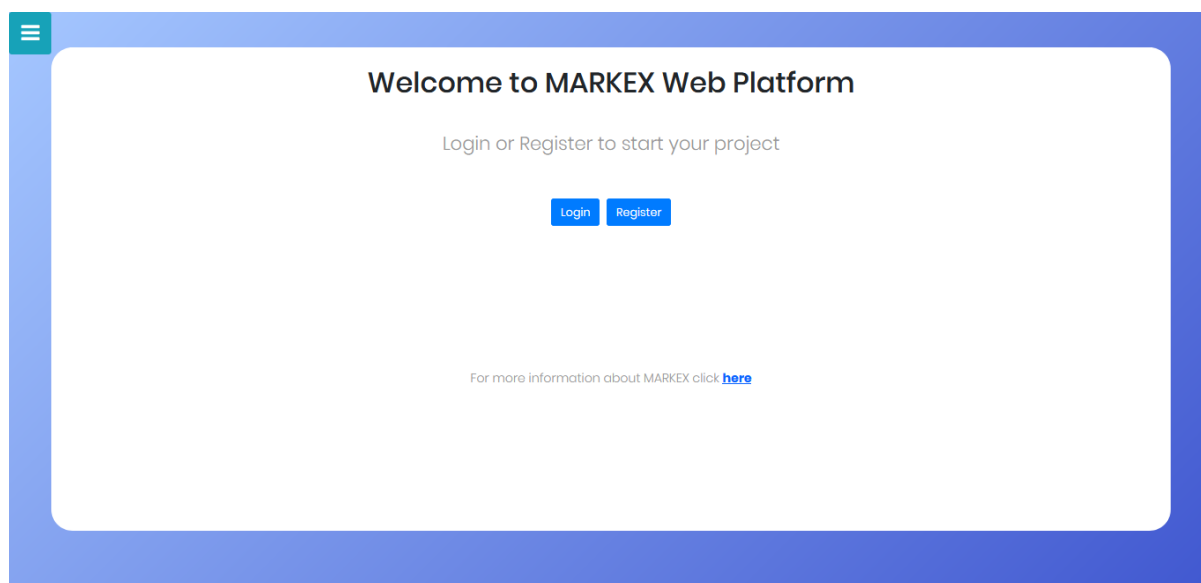 Welcome to MARKEX Web Platform
Login or Register to start your project
Login Register
For more information about MARKEX click here